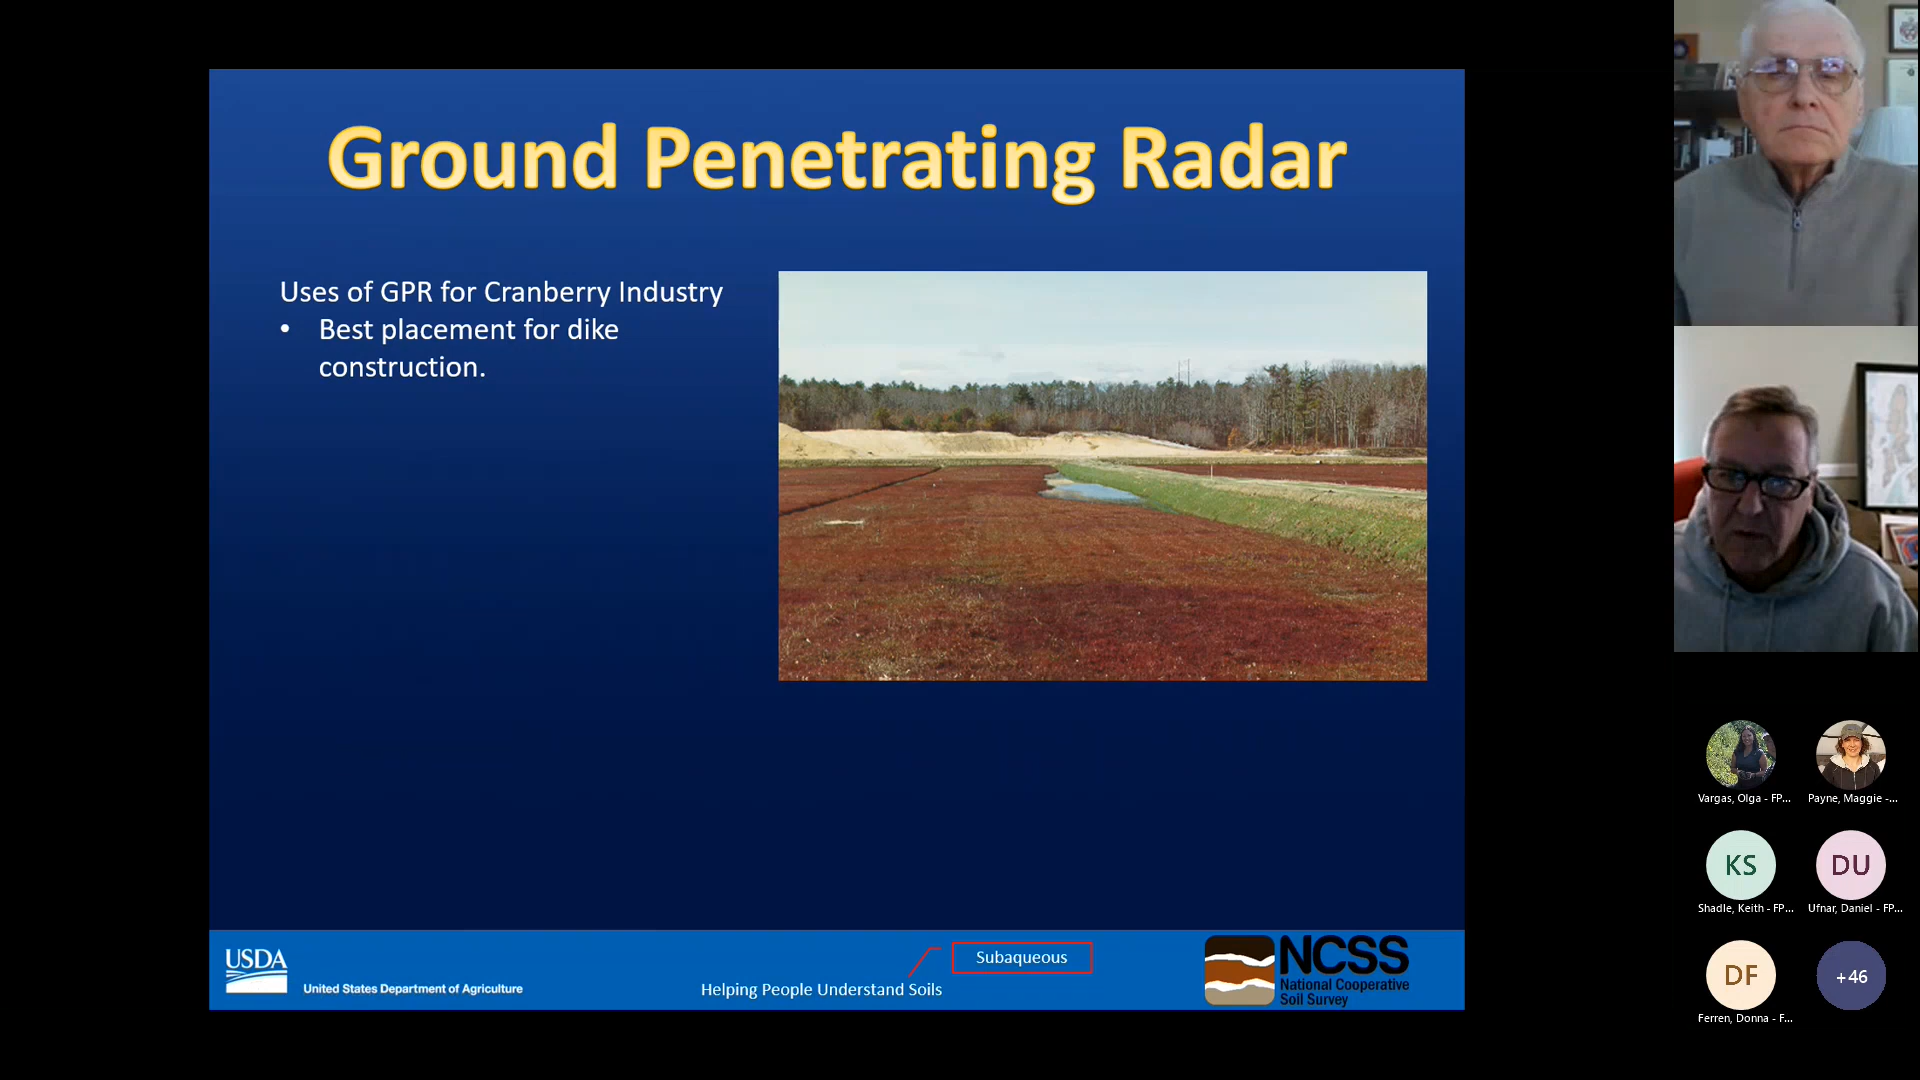 Ground Penetrating Radar
Uses of GPR for Cranberry Industry
• Best placement for dike
construction.
USDA
United States Department of Agriculture
Subaqueous
Helping People Understand Soils
NCSS
National Cooperative
Soil Survey
Vargas, Olga - FP...
Payne, Maggie -...
KS
DU
Shadle, Keith - FP...
Ufnar, Daniel - FP...
DF
+46
Ferren, Donna - F...